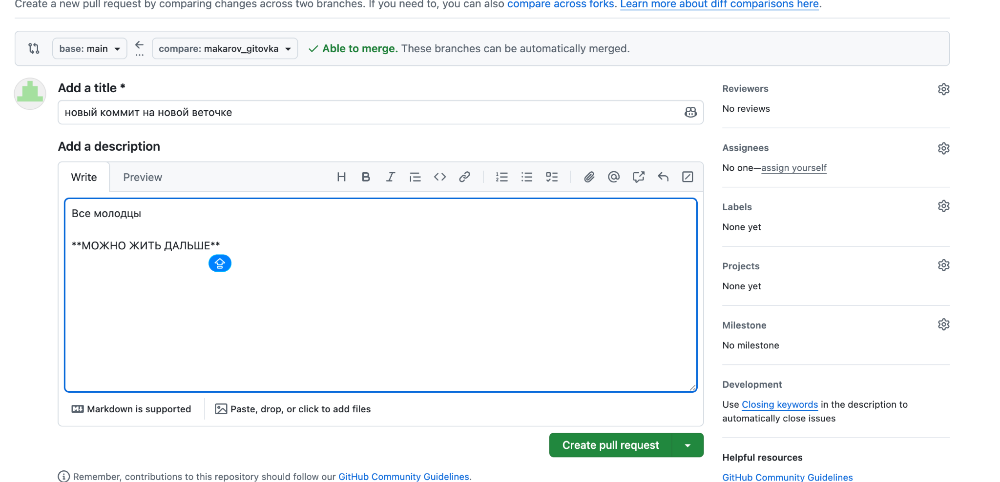 Create a new pull request by comparing changes across two branches. If you need to, you can also compare across forks. Learn more about diff comparisons here.
base: main
compare: makarov_gitovka
Able to merge. These branches can be automatically merged.
Add a title *
новый коммит на новой веточке
Add a description
Write
Preview
Все молодцы
**МОЖНО ЖИТЬ ДАЛЬШЕ**
Markdown is supported
Paste, drop, or click to add files
Create pull request
Remember, contributions to this repository should follow our GitHub Community Guidelines.
Reviewers
No reviews
Assignees
No one—assign yourself
Labels
None yet
Projects
None yet
Milestone
No milestone
Development
Use Closing keywords in the description to
automatically close issues
Helpful resources
GitHub Community Guidelines